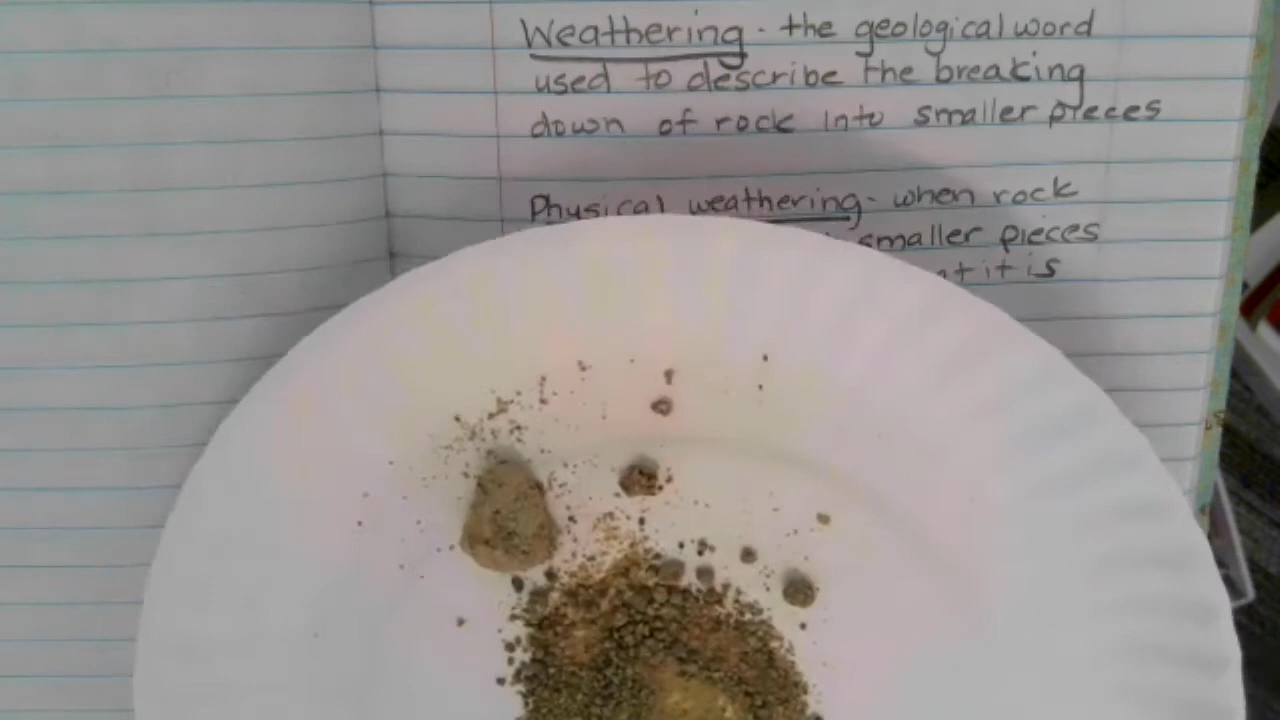 Weathering - the geological word
used to describe the breaking
down of rock into smaller pieces
Physical weathering - when rock
smaller pieces
it is